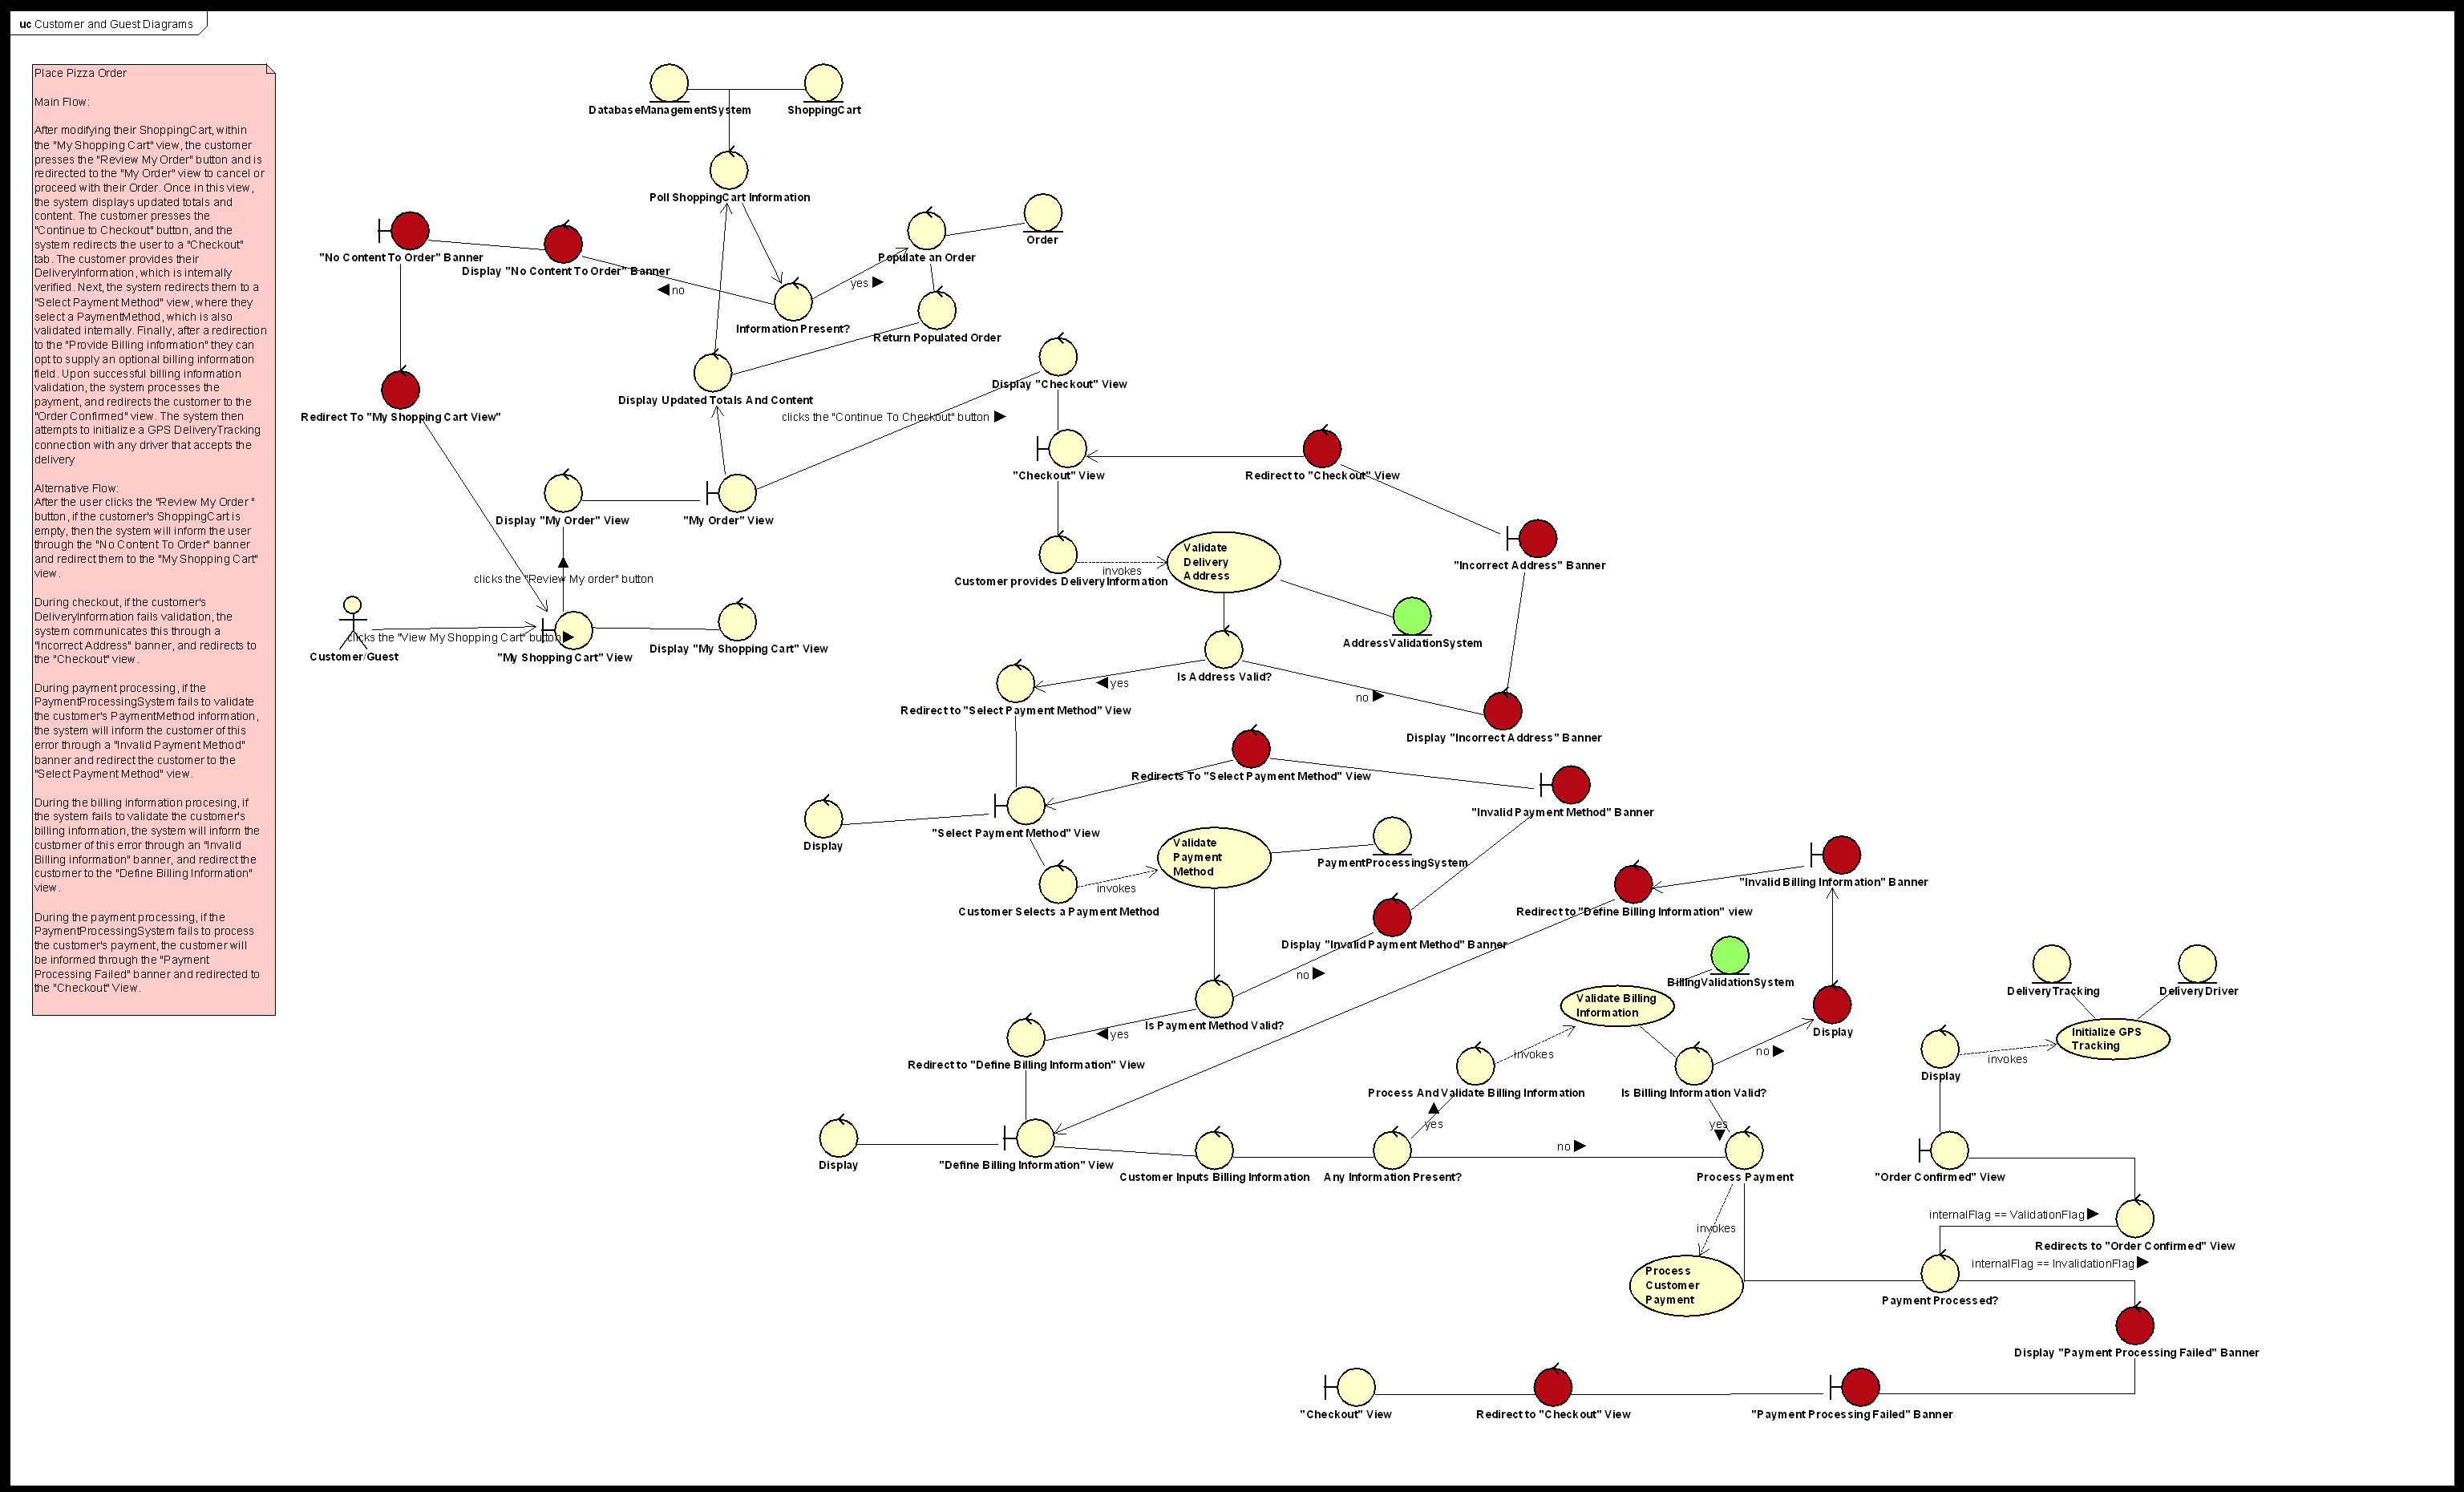 uc Customer and Guest Diagrams
Place Pizza Order
Main Flow:
After modifying their ShoppingCart, within
the "My Shopping Cart" view, the customer
presses the "Review My Order" button and is
redirected to the "My Order" view to cancel or
proceed with their Order. Once in this view,
the system displays updated totals and
content. The customer presses the
"Continue to Checkout" button, and the
system redirects the user to a "Checkout"
tab. The customer provides their
DeliveryInformation, which is internally
verified. Next, the system redirects them to a
"Select Payment Method" view, where they
select a PaymentMethod, which is also
validated internally. Finally, after a redirection
to the "Provide Billing information" they can
opt to supply an optional billing information
field. Upon successful billing information
validation, the system processes the
payment, and redirects the customer to the
"Order Confirmed" view. The system then
attempts to initialize a GPS DeliveryTracking
connection with any driver that accepts the
delivery
Alternative Flow:
After the user clicks the "Review My Order "
button, if the customer's ShoppingCart is
empty, then the system will inform the user
through the "No Content To Order" banner
and redirect them to the "My Shopping Cart"
view.
During checkout, if the customer's
DeliveryInformation fails validation, the
system communicates this through a
"Incorrect Address" banner, and redirects to
the "Checkout" view.
During payment processing, if the
PaymentProcessingSystem fails to validate
the customer's PaymentMethod information,
the system will inform the customer of this
error through a "Invalid Payment Method"
banner and redirect the customer to the
"Select Payment Method" view.
During the billing information procesing, if
the system fails to validate the customer's
billing information, the system will inform the
customer of this error through an "Invalid
Billing information" banner, and redirect the
customer to the "Define Billing Information"
view.
During the payment processing, if the
PaymentProcessingSystem fails to process
the customer's payment, the customer will
be informed through the "Payment
Processing Failed" banner and redirected to
the "Checkout" View.
DatabaseManagementSystem
ShoppingCart
Poll ShoppingCart Information
"No Content To Order" Banner
Display "No Content To Order" Banner
no
yes
Populate an Order
Order
Information Present?
Return Populated Order
Redirect To "My Shopping Cart View"
Display Updated Totals And Content
Display "Checkout" View
clicks the "Continue To Checkout" button
"Checkout" View
Redirect to "Checkout" View
Display "My Order" View
"My Order" View
clicks the "Review My order" button
Customer/Guest
clicks the "View My Shopping Cart" button
"My Shopping Cart" View
Display "My Shopping Cart" View
Customer provides DeliveryInformation
invokes
Validate
Delivery
Address
"Incorrect Address" Banner
AddressValidationSystem
Is Address Valid?
yes
no
Redirect to "Select Payment Method" View
Display "Incorrect Address" Banner
Redirects To "Select Payment Method" View
"Invalid Payment Method" Banner
Display
"Select Payment Method" View
Validate
Payment
Method
PaymentProcessingSystem
Customer Selects a Payment Method
invokes
Display "Invalid Payment Method" Banner
no
Is Payment Method Valid?
yes
Redirect to "Define Billing Information" View
"Invalid Billing Information" Banner
Redirect to "Define Billing Information" view
BillingValidationSystem
Validate Billing
Information
Display
no
invokes
Process And Validate Billing Information
Is Billing Information Valid?
yes
yes
no
Display
"Define Billing Information" View
Customer Inputs Billing Information
Any Information Present?
Process Payment
DeliveryTracking
DeliveryDriver
Initialize GPS
Tracking
invokes
Display
"Order Confirmed" View
internalFlag == ValidationFlag
Redirects to "Order Confirmed" View
internalFlag == InvalidationFlag
invokes
Process
Customer
Payment
Payment Processed?
Display "Payment Processing Failed" Banner
"Checkout" View
Redirect to "Checkout" View
"Payment Processing Failed" Banner